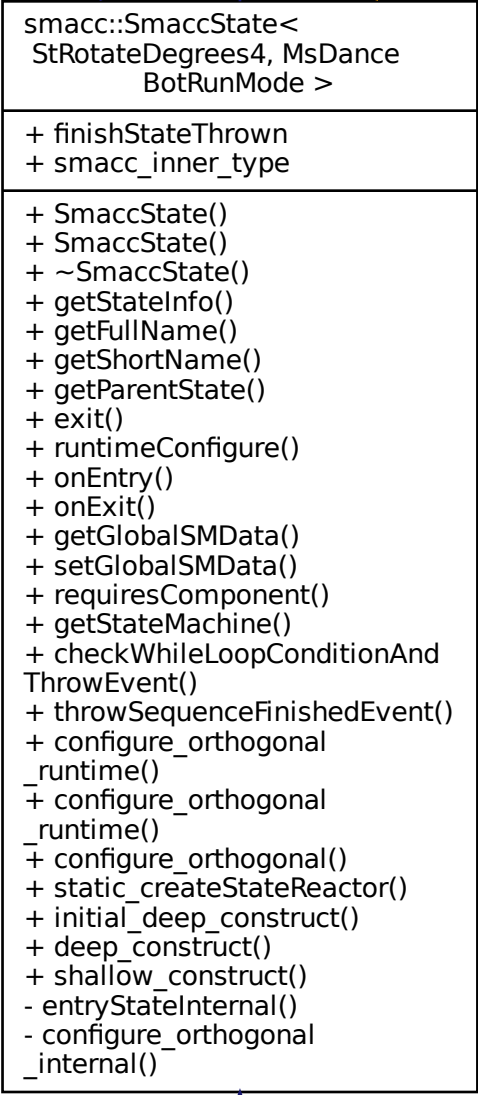 smacc::SmaccState<
StRotateDegrees4, MsDance
BotRunMode >
+ finishStateThrown
+ smacc_inner_type
+ SmaccState()
+ SmaccState()
+ ~SmaccState()
+ getStateInfo()
+ getFullName()
+ getShortName()
+ getParentState()
+ exit()
+ runtimeConfigure()
+ onEntry()
+ onExit()
+ getGlobalSMData()
+ setGlobalSMData()
+ requiresComponent()
+ getStateMachine()
+ checkWhileLoopConditionAnd
ThrowEvent()
+ throwSequenceFinishedEvent()
+ configure_orthogonal
_runtime()
+ configure_orthogonal
_runtime()
+ configure_orthogonal()
+ static_createStateReactor()
+ initial_deep_construct()
+ deep_construct()
+ shallow_construct()
- entryStateInternal()
- configure_orthogonal
_internal()